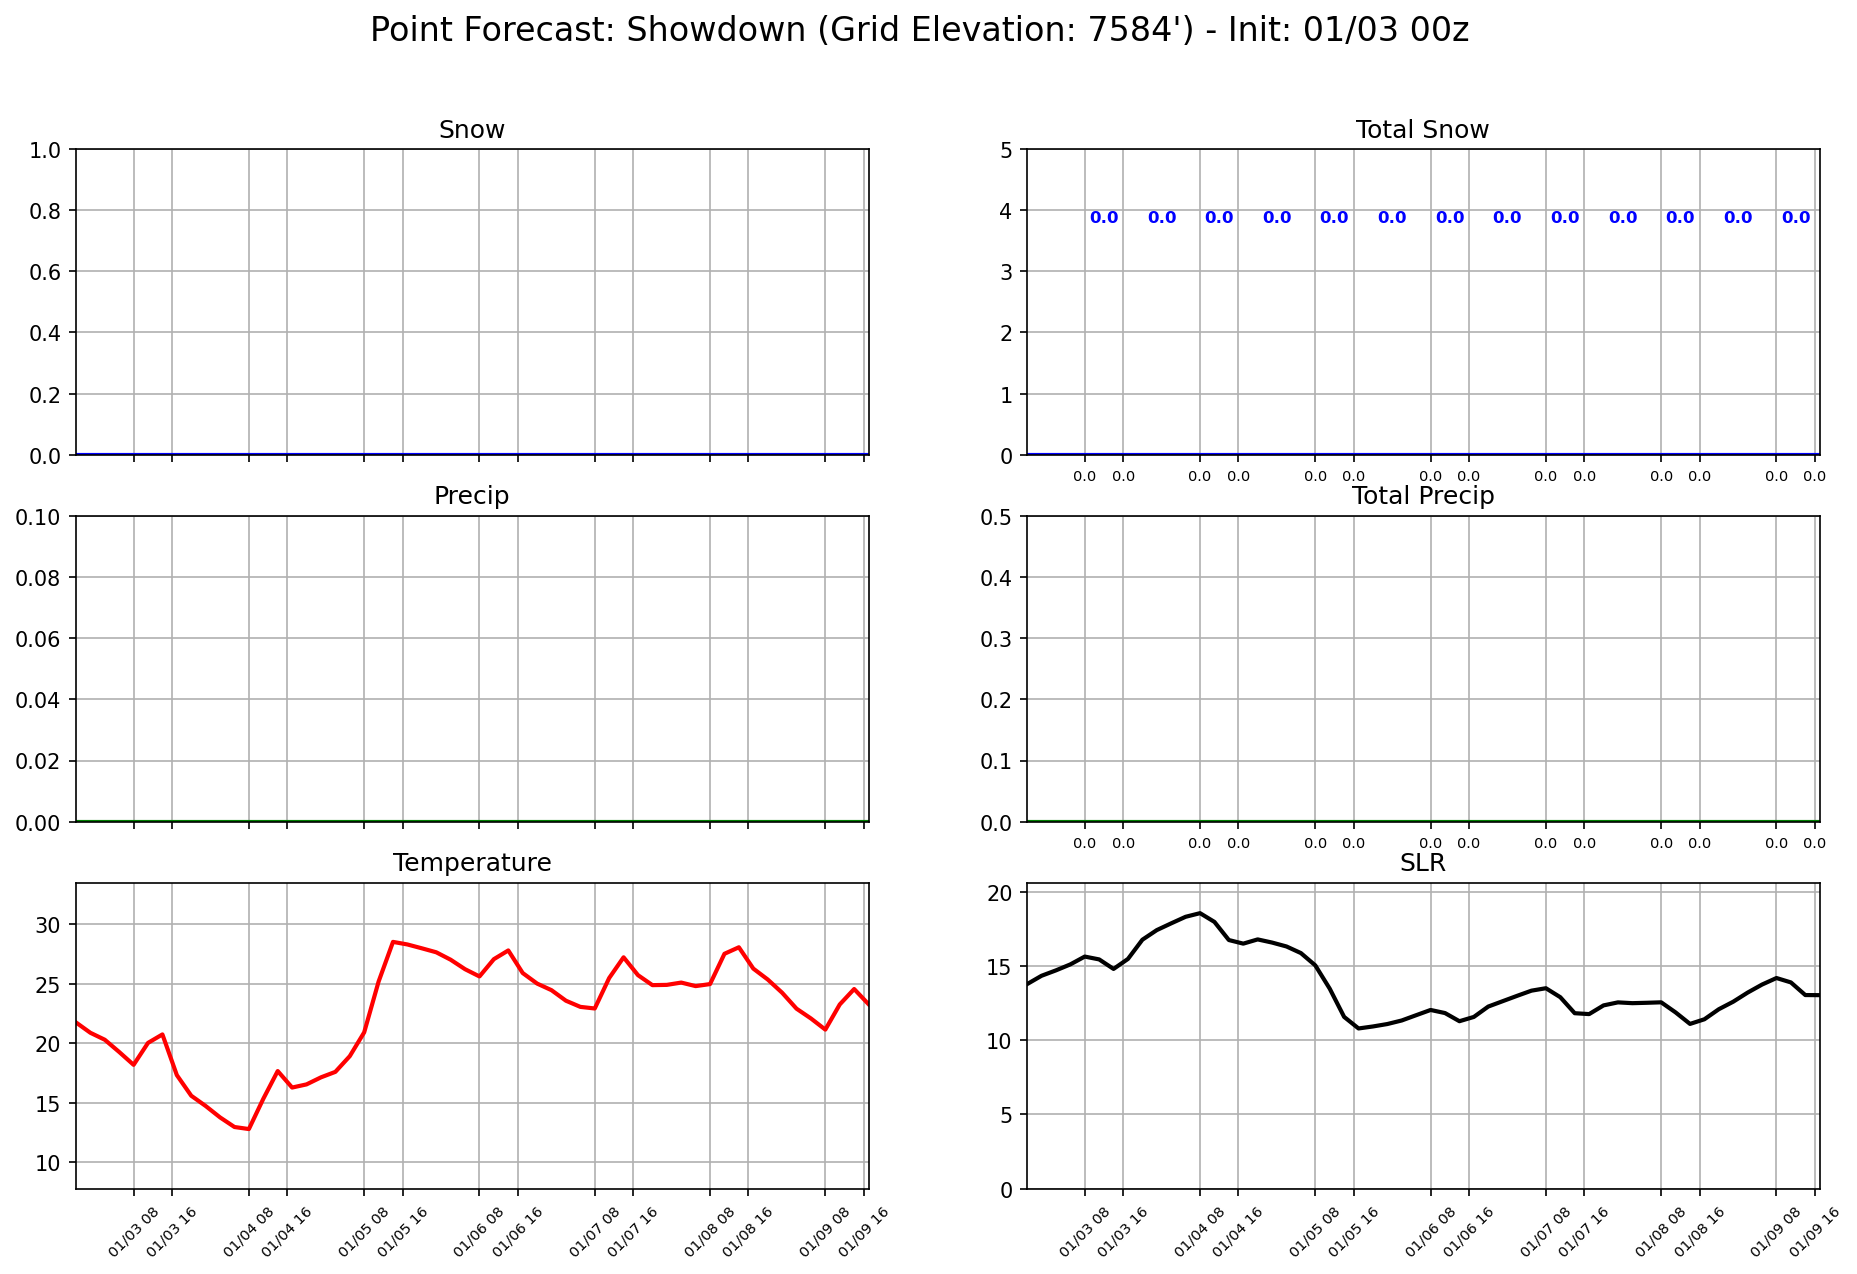 Point Forecast: Showdown (Grid Elevation: 7584') - Init: 01/03 00z
Snow
1.0
0.8
0.6
0.4
0.2
0.0
Total Snow
5
4
3
2
1
0
0.0 0.0 0.0 0.0 0.0 0.0 0.0 0.0 0.0 0.0 0.0 0.0 0.0
0.0 0.0 0.0 0.0 0.0 0.0 0.0 0.0 0.0 0.0 0.0 0.0 0.0 0.0
Precip
0.10
0.08
0.06
0.04
0.02
0.00
Total Precip
0.5
0.4
0.3
0.2
0.1
0.0
0.0 0.0 0.0 0.0 0.0 0.0 0.0 0.0 0.0 0.0 0.0 0.0 0.0 0.0
Temperature
30
25
20
15
10
01/03 08 01/03 16 01/04 08 01/04 16 01/05 08 01/05 16 01/06 08 01/06 16 01/07 08 01/07 16 01/08 08 01/08 16 01/09 08 01/09 16
SLR
20
15
10
5
0
01/03 08 01/03 16 01/04 08 01/04 16 01/05 08 01/05 16 01/06 08 01/06 16 01/07 08 01/07 16 01/08 08 01/08 16 01/09 08 01/09 16